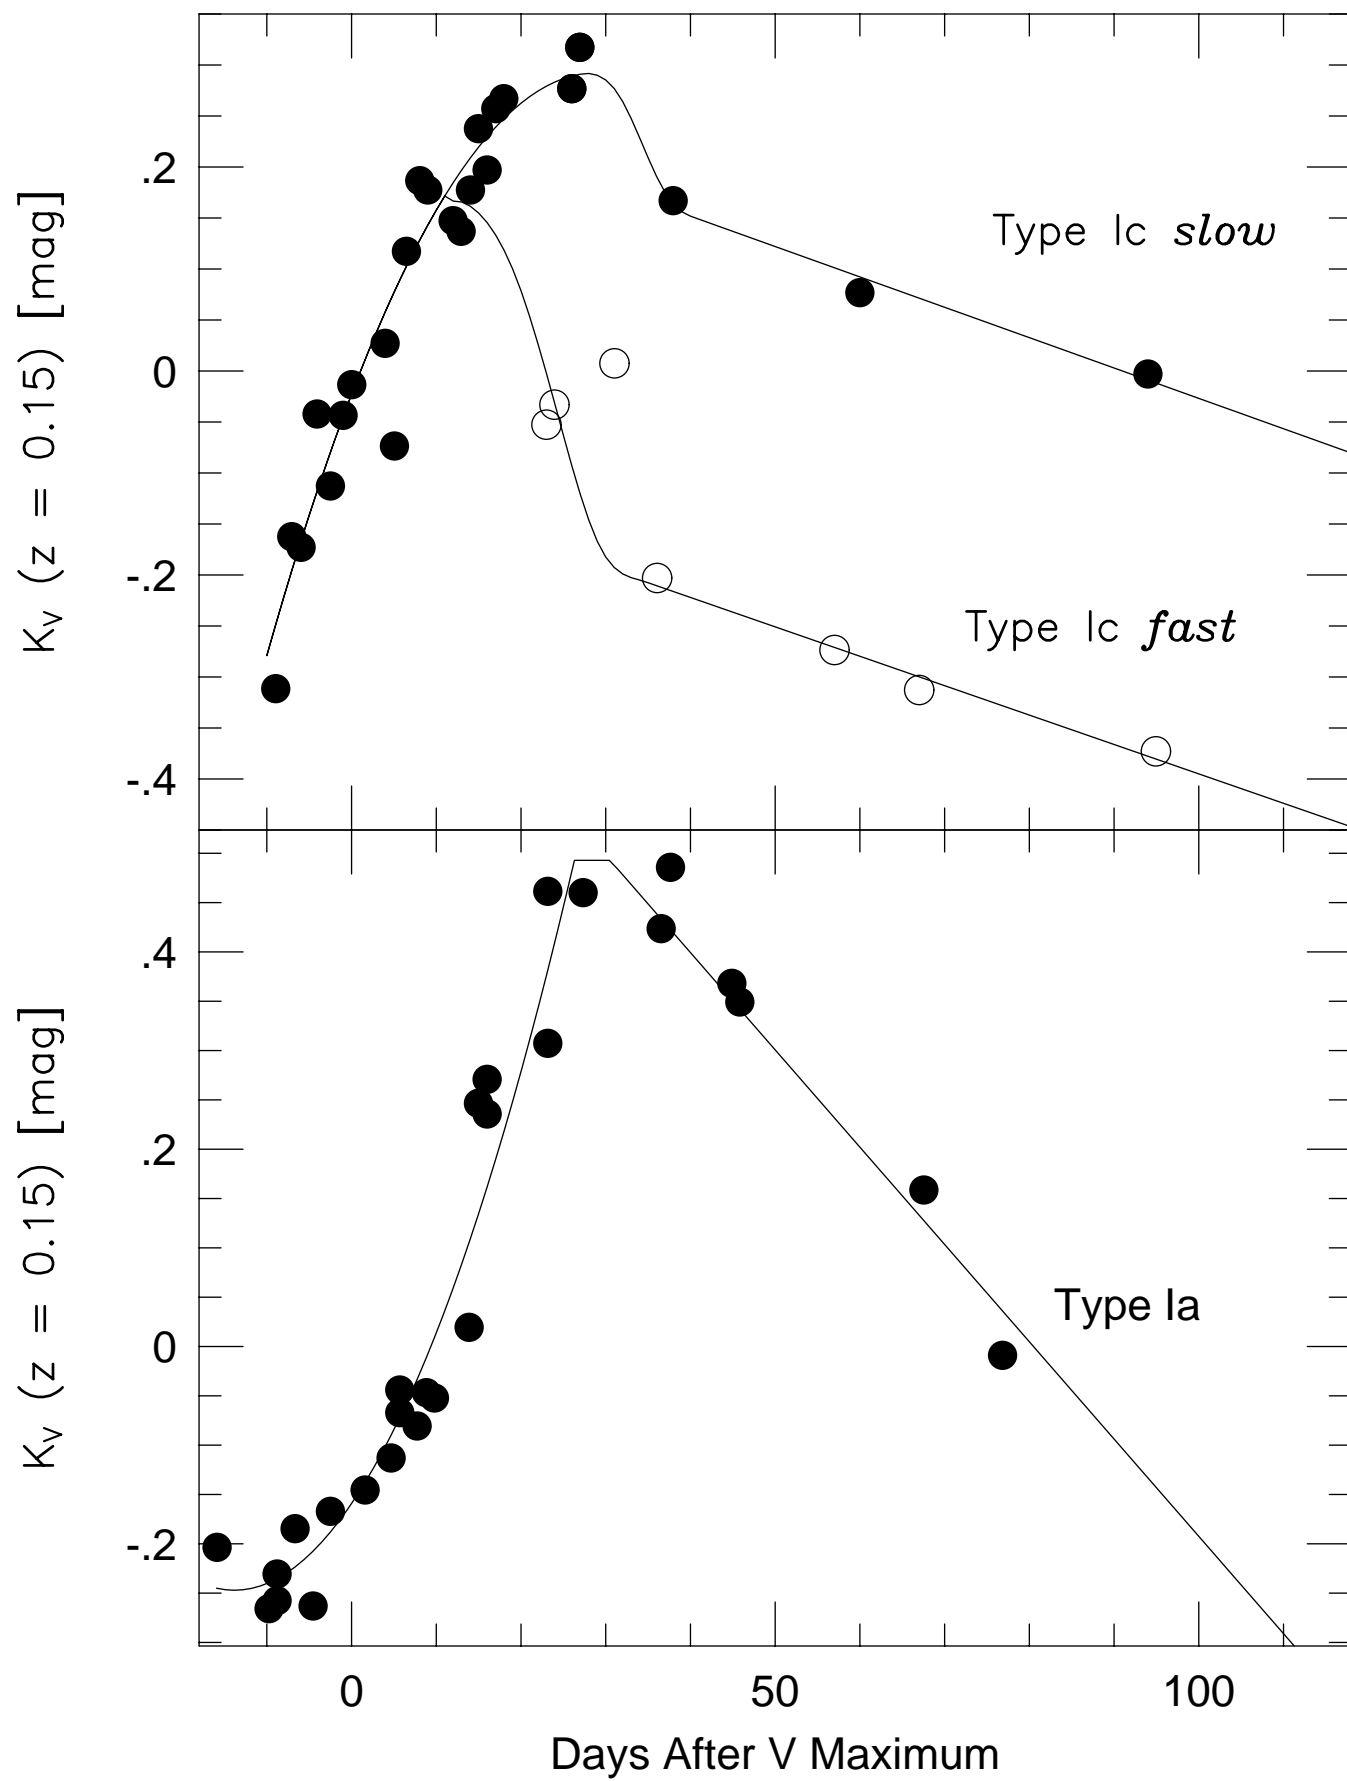 K_V (z = 0.15) [mag]
.2
0
-.2
-.4
Type Ic slow
Type Ic fast
K_V (z = 0.15) [mag]
.4
.2
0
-.2
Type Ia
0 50 100
Days After V Maximum